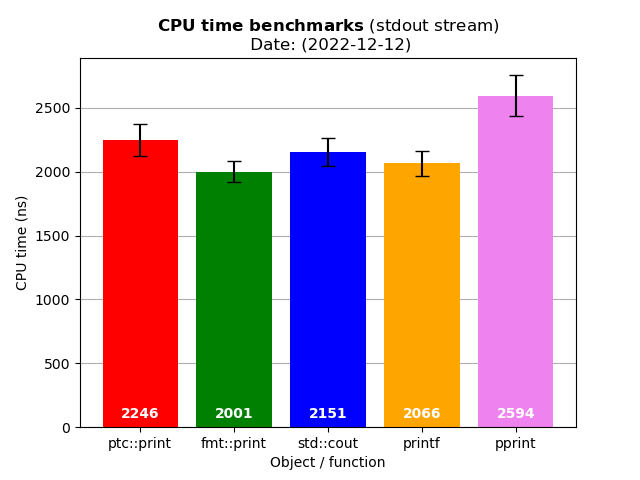 CPU time benchmarks (stdout stream)
Date: (2022-12-12)
CPU time (ns)
2500
2000
1500
1000
500
0
2246
2001
2151
2066
2594
ptc::print
fmt::print
std::cout
printf
pprint
Object / function